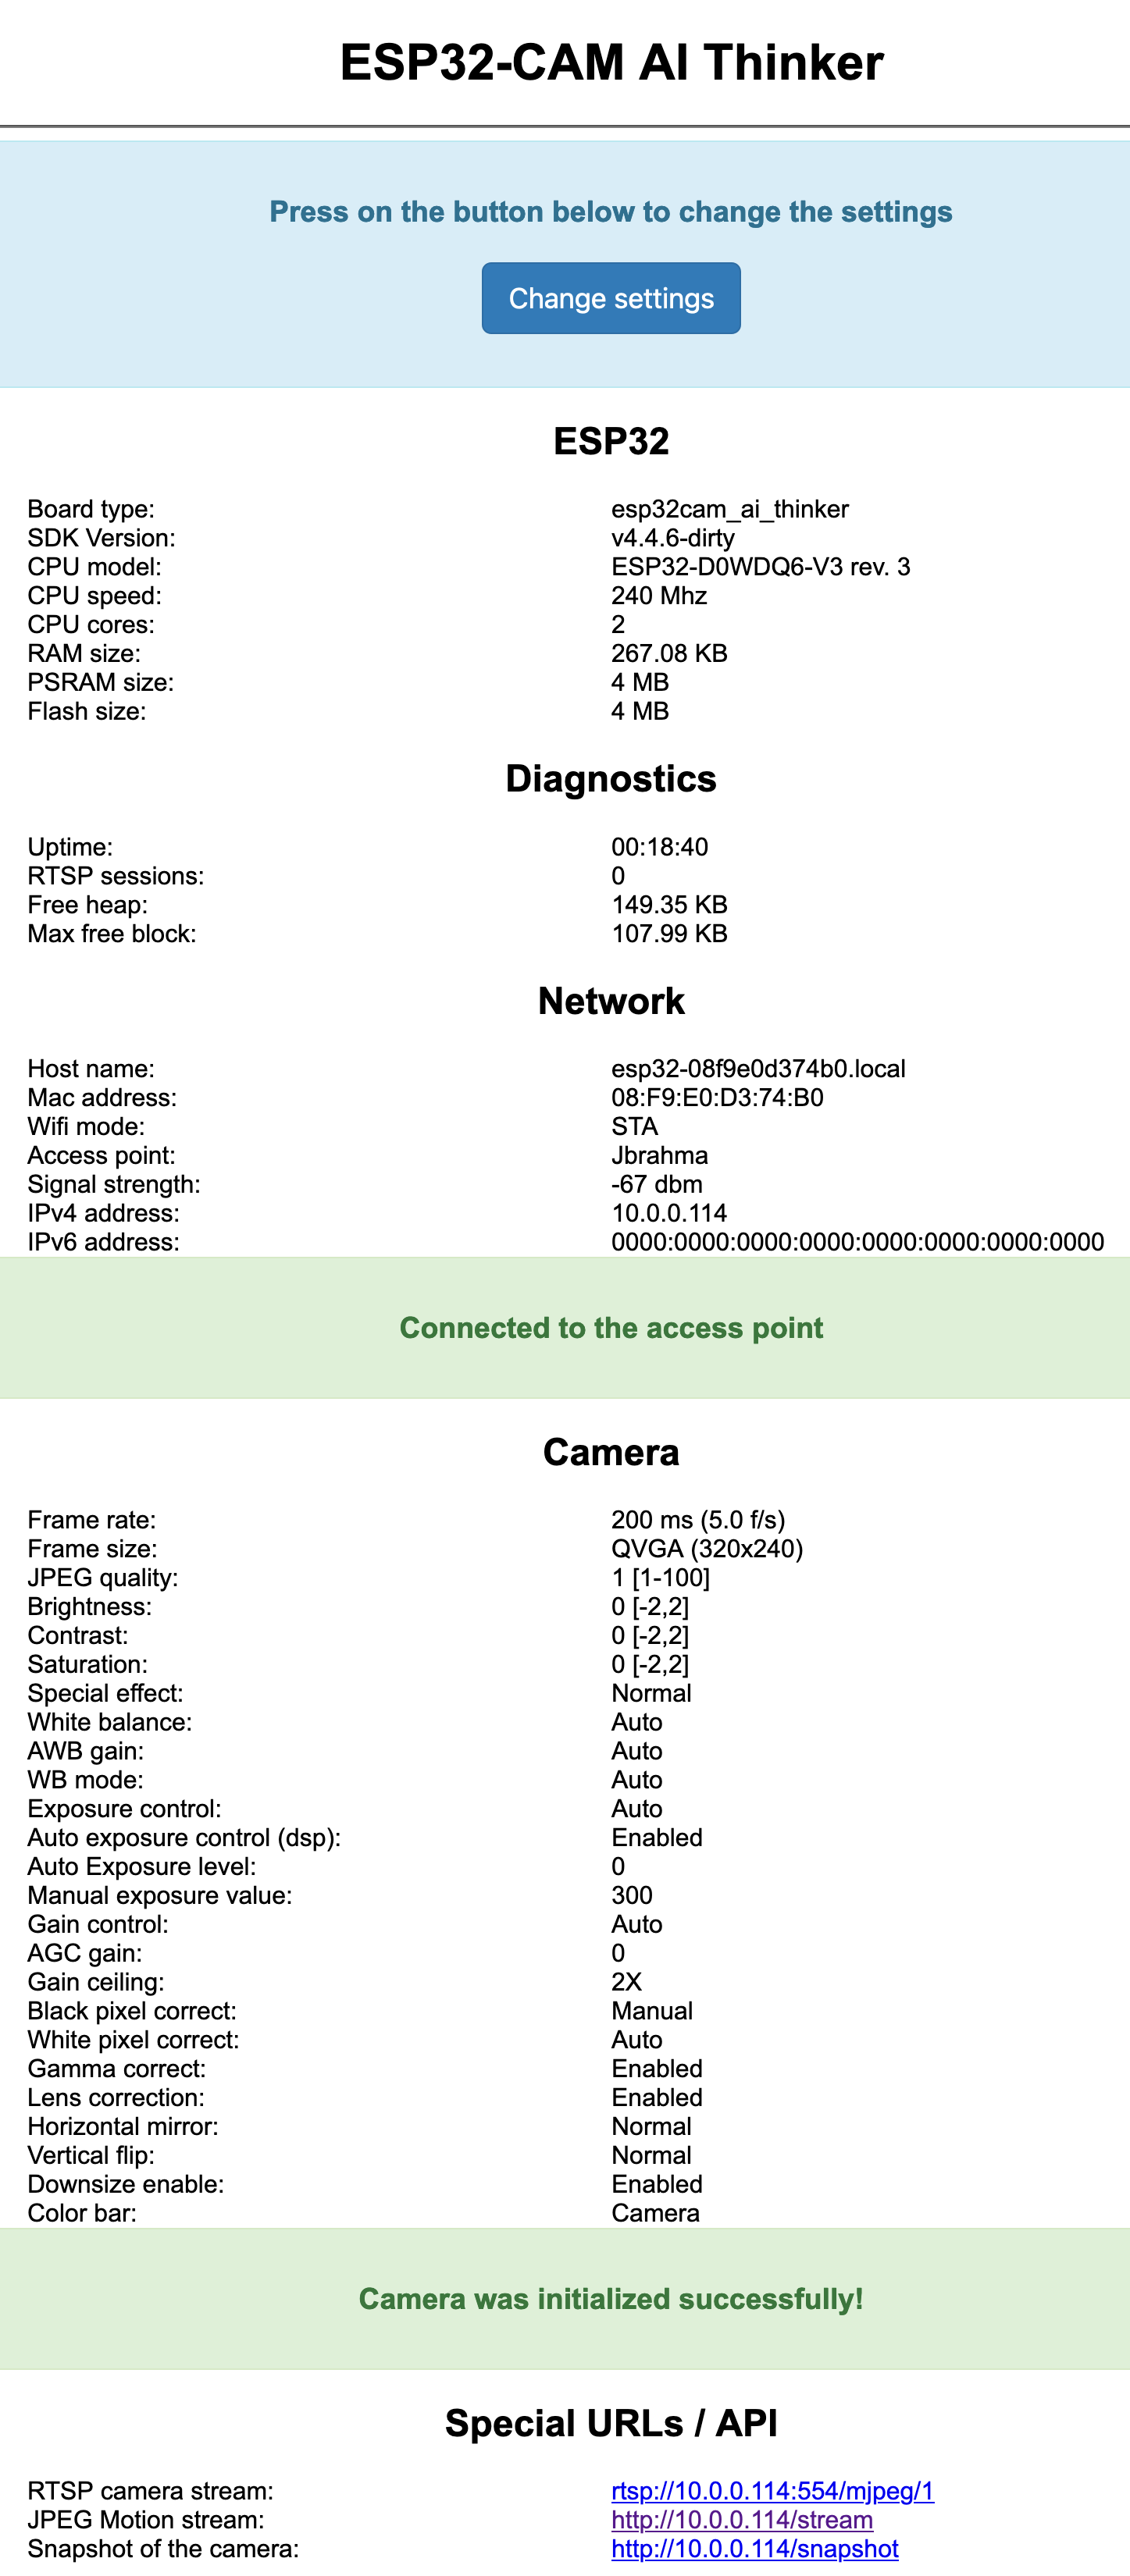 ESP32-CAM AI Thinker
Press on the button below to change the settings
Change settings
ESP32
Board type: esp32cam_ai_thinker
SDK Version: v4.4.6-dirty
CPU model: ESP32-D0WDQ6-V3 rev. 3
CPU speed: 240 Mhz
CPU cores: 2
RAM size: 267.08 KB
PSRAM size: 4 MB
Flash size: 4 MB
Diagnostics
Uptime: 00:18:40
RTSP sessions: 0
Free heap: 149.35 KB
Max free block: 107.99 KB
Network
Host name: esp32-08f9e0d374b0.local
Mac address: 08:F9:E0:D3:74:B0
Wifi mode: STA
Access point: Jbrahma
Signal strength: -67 dbm
IPv4 address: 10.0.0.114
IPv6 address: 0000:0000:0000:0000:0000:0000:0000:0000
Connected to the access point
Camera
Frame rate: 200 ms (5.0 f/s)
Frame size: QVGA (320x240)
JPEG quality: 1 [1-100]
Brightness: 0 [-2,2]
Contrast: 0 [-2,2]
Saturation: 0 [-2,2]
Special effect: Normal
White balance: Auto
AWB gain: Auto
WB mode: Auto
Exposure control: Auto
Auto exposure control (dsp): Enabled
Auto Exposure level: 0
Manual exposure value: 300
Gain control: Auto
AGC gain: 0
Gain ceiling: 2X
Black pixel correct: Manual
White pixel correct: Auto
Gamma correct: Enabled
Lens correction: Enabled
Horizontal mirror: Normal
Vertical flip: Normal
Downsize enable: Enabled
Color bar: Camera
Camera was initialized successfully!
Special URLs / API
RTSP camera stream: rtsp://10.0.0.114:554/mjpeg/1
JPEG Motion stream: http://10.0.0.114/stream
Snapshot of the camera: http://10.0.0.114/snapshot